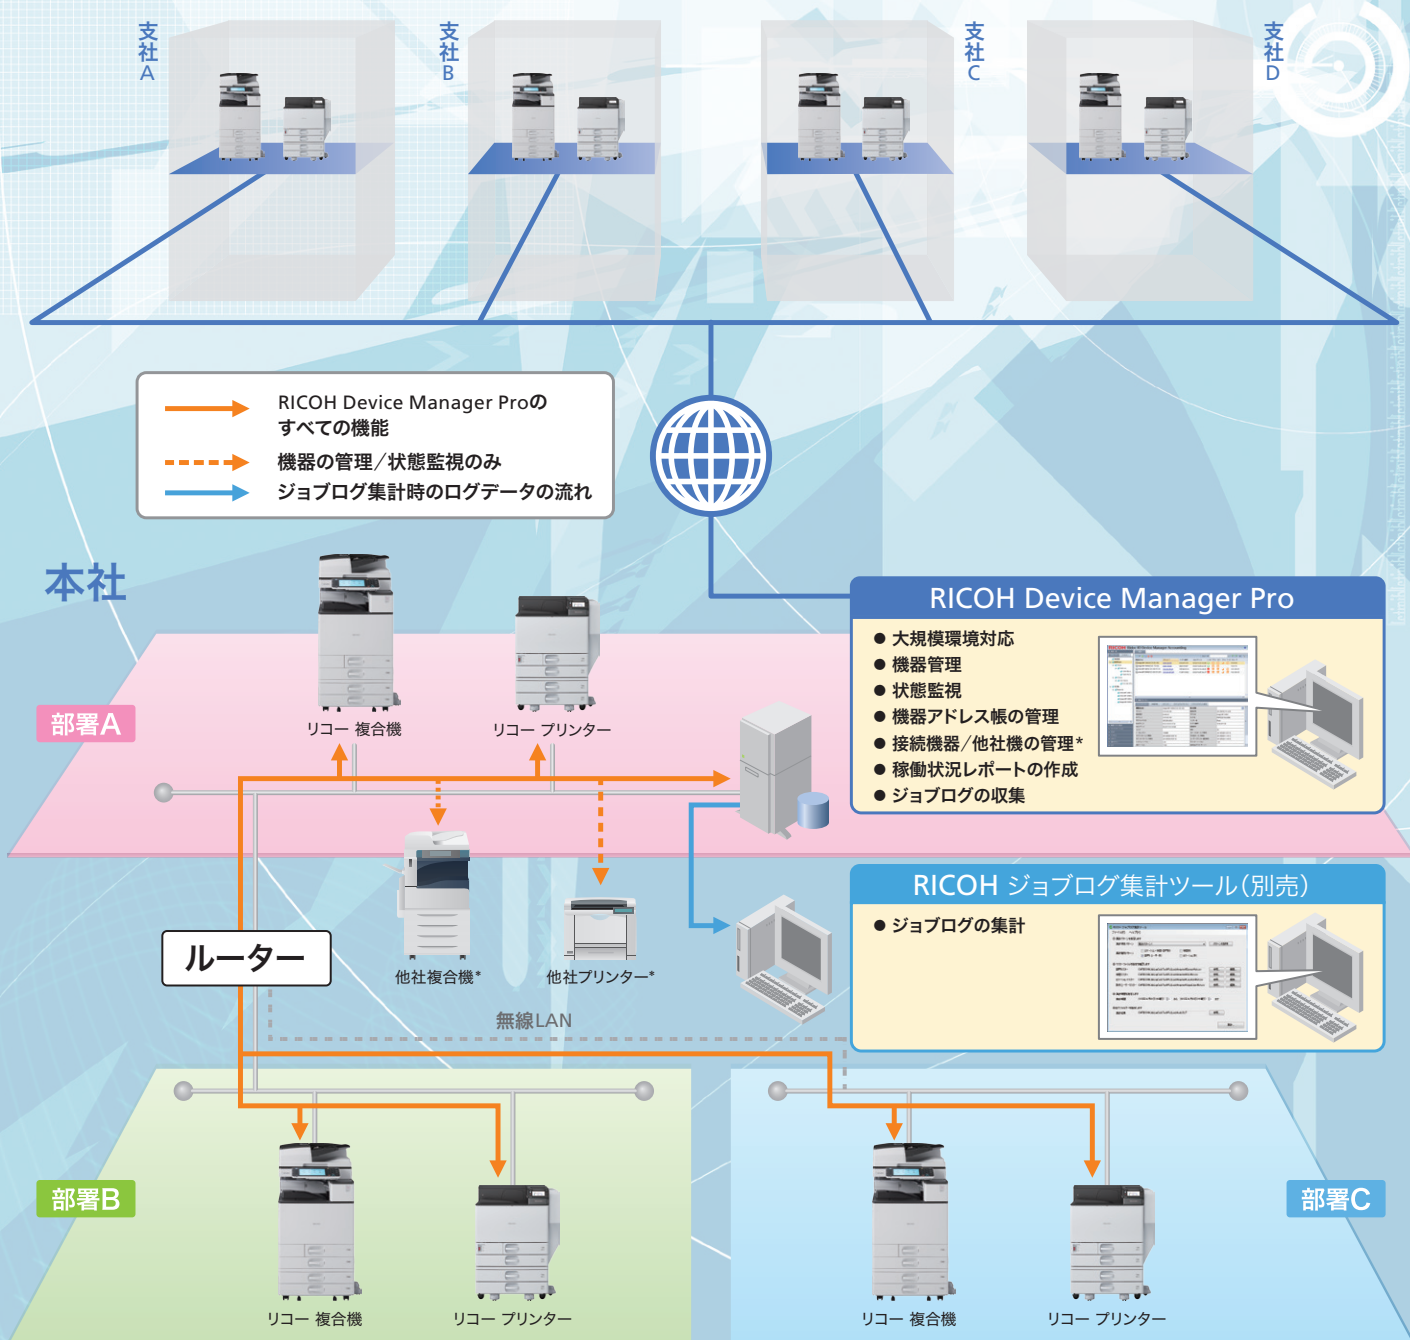 支社A
支社B
支社C
支社D
RICOH Device Manager Proの
すべての機能
機器の管理/状態監視のみ
ジョブログ集計時のログデータの流れ
本社
RICOH Device Manager Pro
● 大規模環境対応
● 機器管理
● 状態監視
● 機器アドレス帳の管理
● 接続機器/他社機の管理*
● 稼働状況レポートの作成
● ジョブログの収集
部署A
リコー 複合機
リコー プリンター
RICOH ジョブログ集計ツール(別売)
● ジョブログの集計
ルーター
他社複合機*
他社プリンター*
無線LAN
部署B
部署C
リコー 複合機
リコー プリンター
リコー 複合機
リコー プリンター